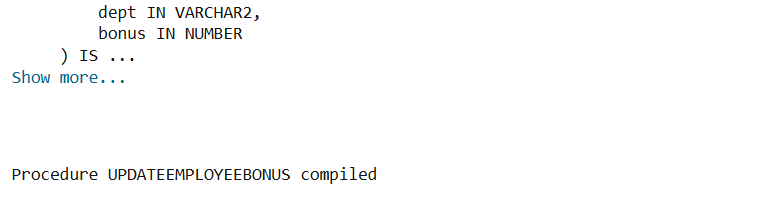 dept IN VARCHAR2,
bonus IN NUMBER
) IS ...
Show more...
Procedure UPDATEEMPLOYEEBONUS compiled